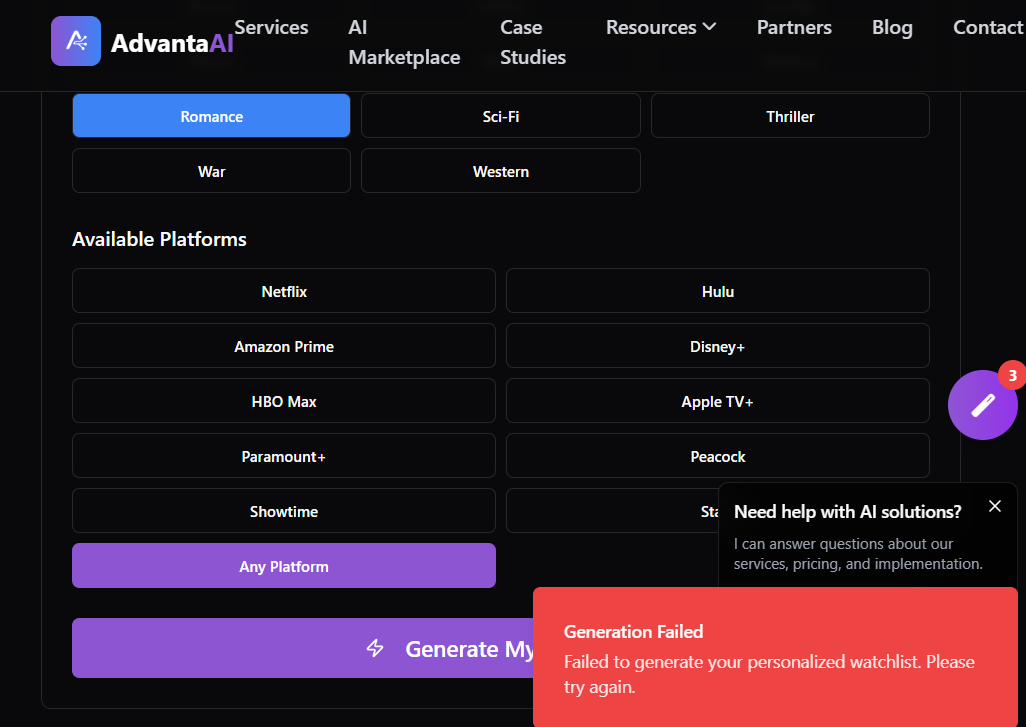 AdvantaAI
Services
AI
Marketplace
Case
Studies
Resources
Partners
Blog
Contact
Romance
Sci-Fi
Thriller
War
Western
Available Platforms
Netflix
Hulu
Amazon Prime
Disney+
HBO Max
Apple TV+
Paramount+
Peacock
Showtime
Sta
Any Platform
3
Need help with AI solutions?
I can answer questions about our
services, pricing, and implementation.
Generate My
Generation Failed
Failed to generate your personalized watchlist. Please
try again.